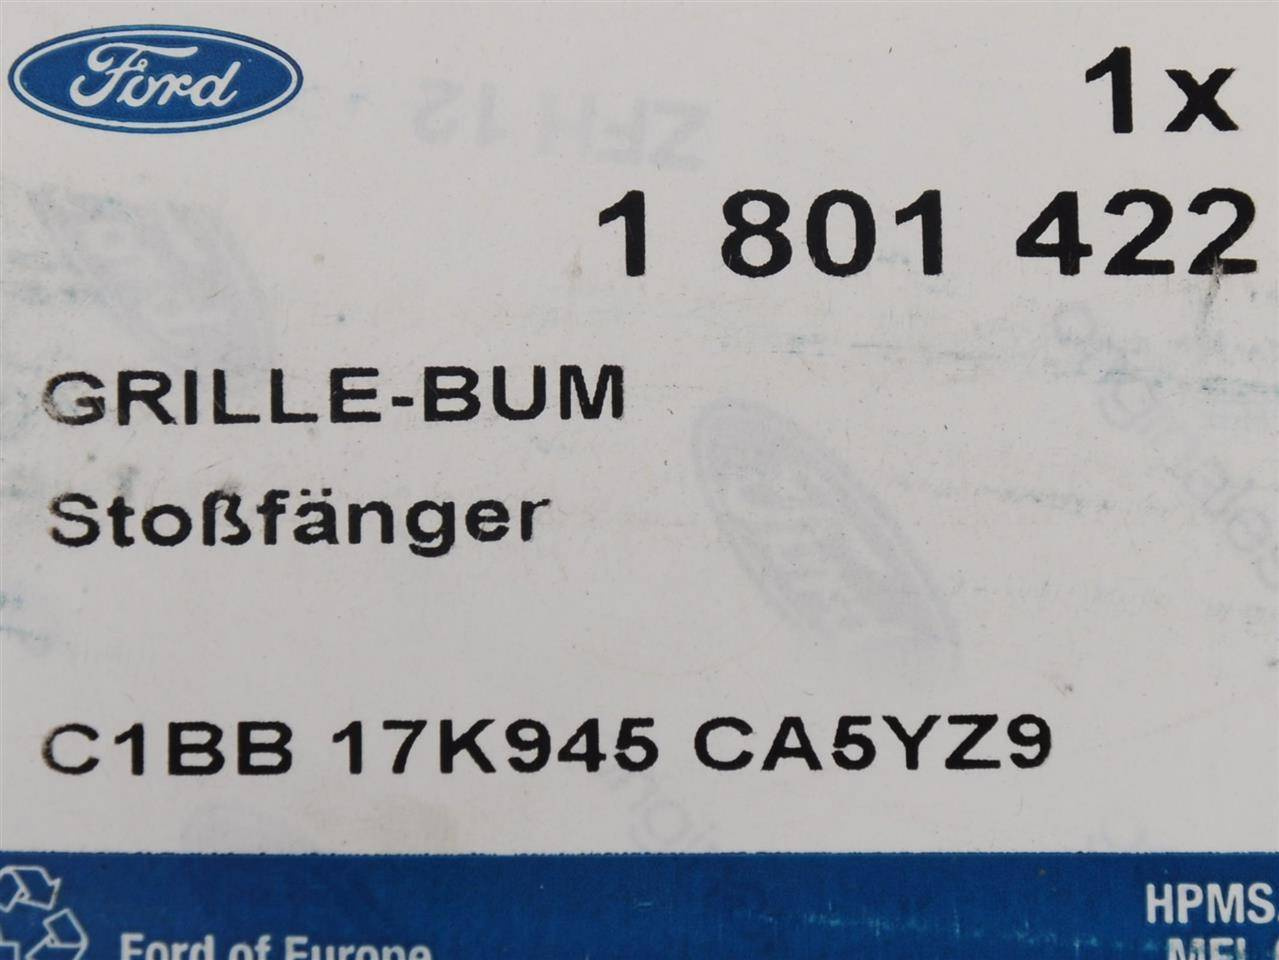 Ford
1x
1 801 422
GRILLE-BUM
Stoßfänger
C1BB 17K945 CA5YZ9
HPMS.
Ford of Europe